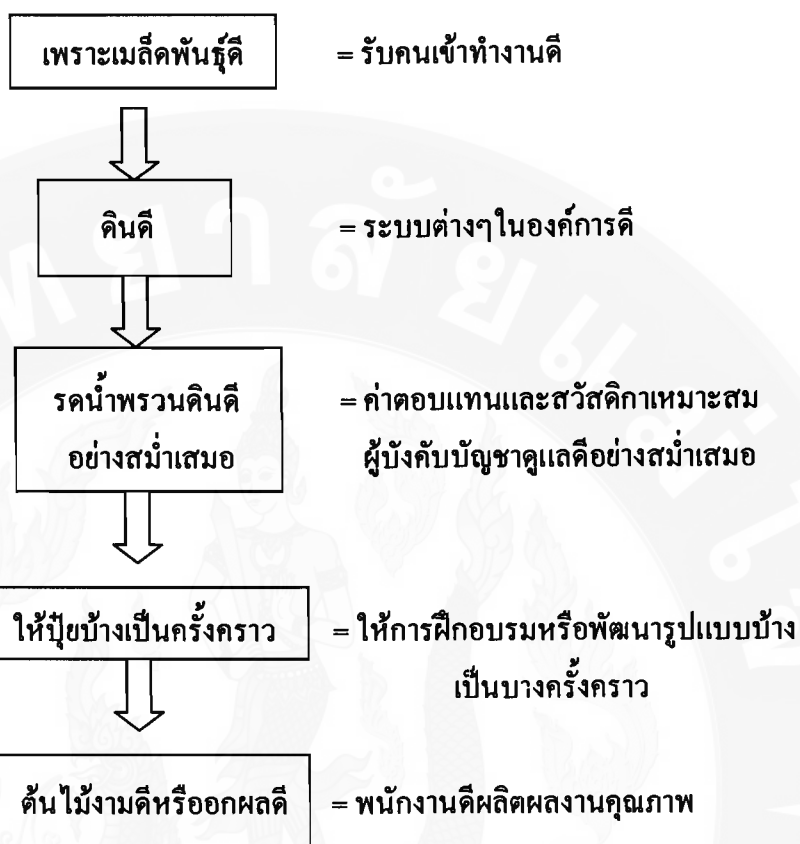 เพราะเมล็ดพันธุ์ดี = รับคนเข้าทำงานดี
ดินดี = ระบบต่างๆในองค์การดี
รดน้ำพรวนดินดี = ค่าตอบแทนและสวัสดิกาเหมาะสม
อย่างสม่ำเสมอ ผู้บังคับบัญชาดูแลดีอย่างสม่ำเสมอ
ให้ปุ๋ยบ้างเป็นครั้งคราว = ให้การฝึกอบรมหรือพัฒนารูปแบบบ้าง
เป็นบางครั้งคราว
ต้นไม้งามดีหรือออกผลดี = พนักงานดีผลิตผลงานคุณภาพ